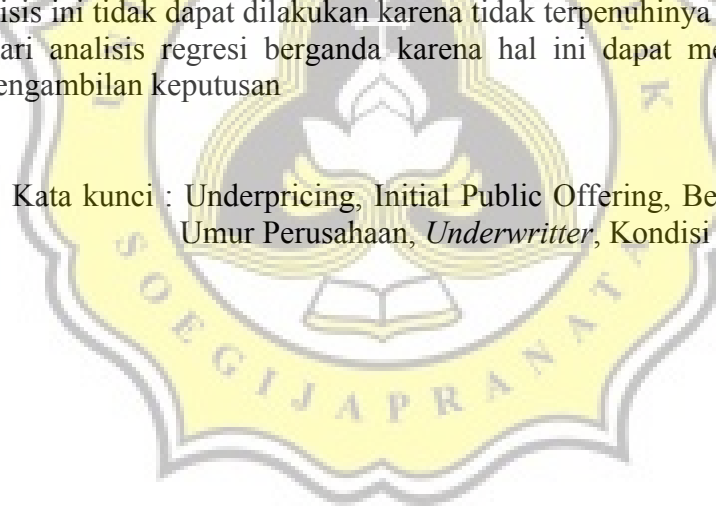 isis ini tidak dapat dilakukan karena tidak terpenuhinya
ari analisis regresi berganda karena hal ini dapat me
engambilan keputusan
Kata kunci : Underpricing, Initial Public Offering, Be
Umur Perusahaan, Underwritter, Kondisi
SOEGIJAPRANATA